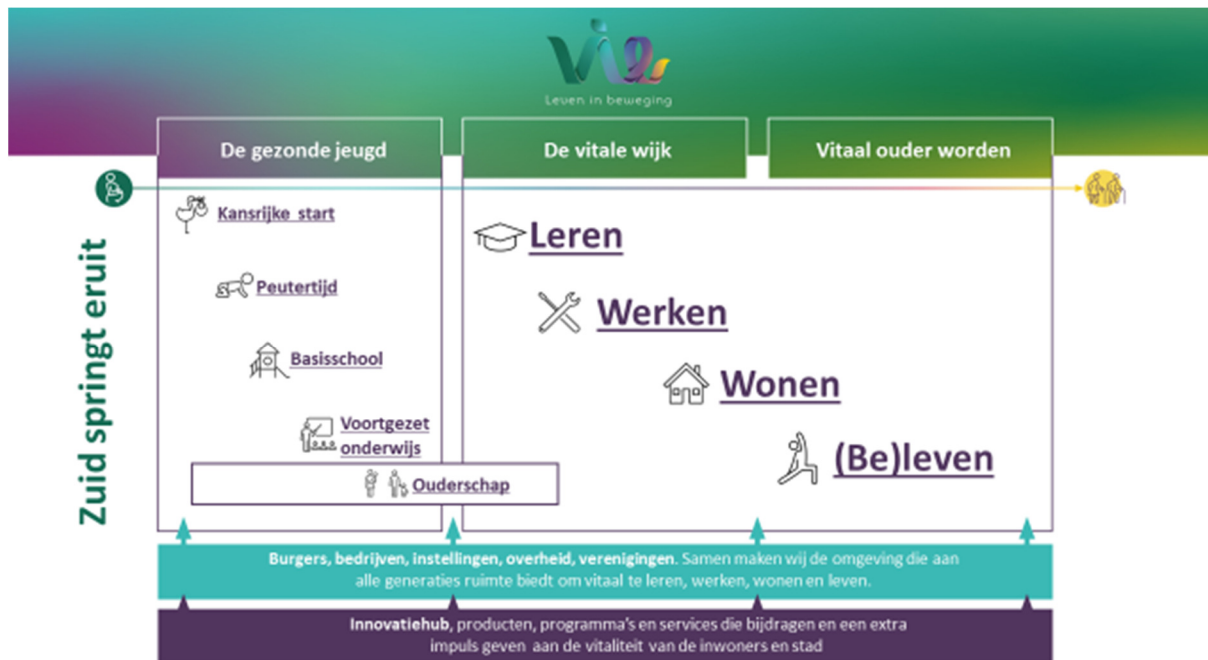 Vie
Leven in beweging
De gezonde jeugd
De vitale wijk
Vitaal ouder worden
Zuid springt eruit
Kansrijke start
Peutertijd
Basisschool
Voortgezet
onderwijs
Ouderschap
Leren
Werken
Wonen
(Be)leven
Burgers, bedrijven, instellingen, overheid, verenigingen. Samen maken wij de omgeving die aan
alle generaties ruimte biedt om vitaal te leren, werken, wonen en leven.
Innovatiehub, producten, programma's en services die bijdragen en een extra
impuls geven aan de vitaliteit van de inwoners en stad